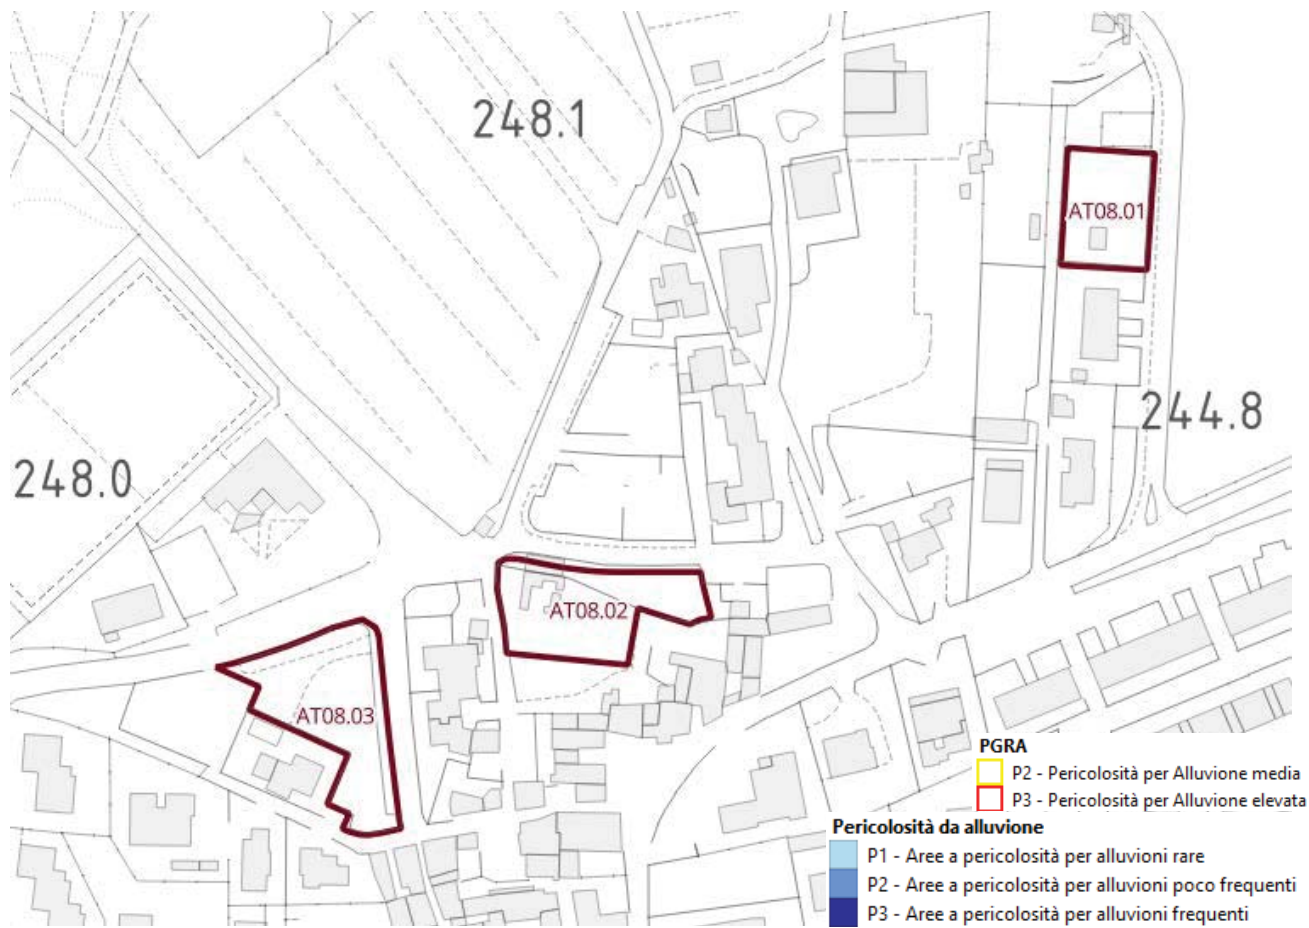 248.1
AT08.01
244.8
248.0
AT08.02
AT08.03
PGRA
P2 - Pericolosità per Alluvione media
P3 - Pericolosità per Alluvione elevata
Pericolosità da alluvione
P1 - Aree a pericolosità per alluvioni rare
P2 - Aree a pericolosità per alluvioni poco frequenti
P3 - Aree a pericolosità per alluvioni frequenti